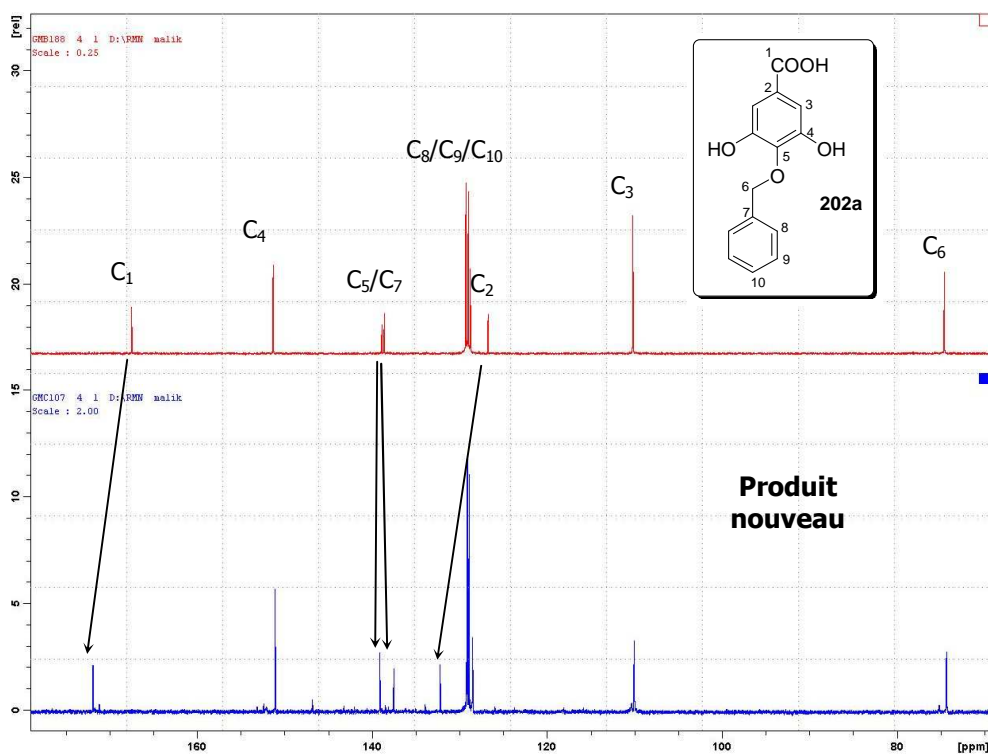 [rel]
GMB188 4 1 D:\RMN malik
Scale : 0.25
30
25
20
C1
C4
C5/C7
C8/C9/C10
C2
C3
C6
1
COOH
2
3
4
HO
5
OH
O
6
202a
7
8
9
10
15
GMC107 4 1 D:\RMN malik
Scale : 2.00
10
5
0
Produit
nouveau
160
140
120
100
80
[ppm]